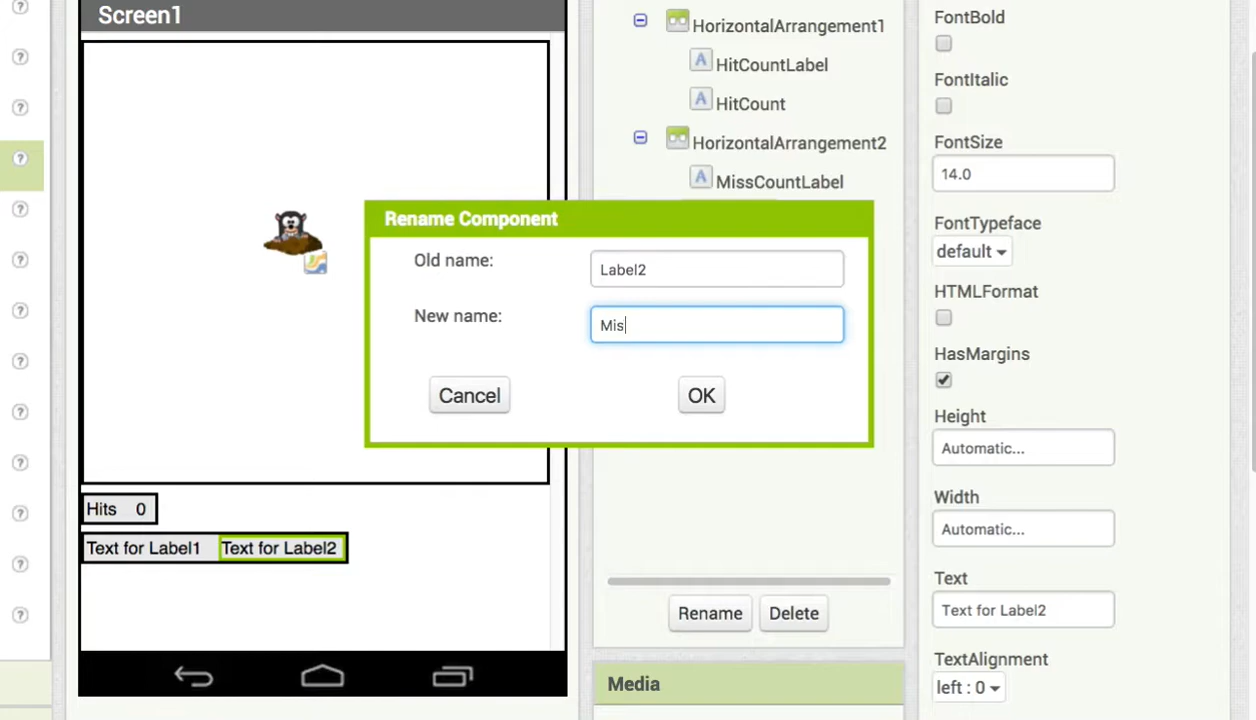 Screen1
Hits 0
Text for Label1 Text for Label2
HorizontalArrangement1
HitCountLabel
HitCount
HorizontalArrangement2
MissCountLabel
Rename Component
Old name:
Label2
New name:
Mis
Cancel
OK
Rename
Delete
Media
FontBold
FontItalic
FontSize
14.0
FontTypeface
default
HTMLFormat
HasMargins
Height
Automatic...
Width
Automatic...
Text
Text for Label2
TextAlignment
left : 0